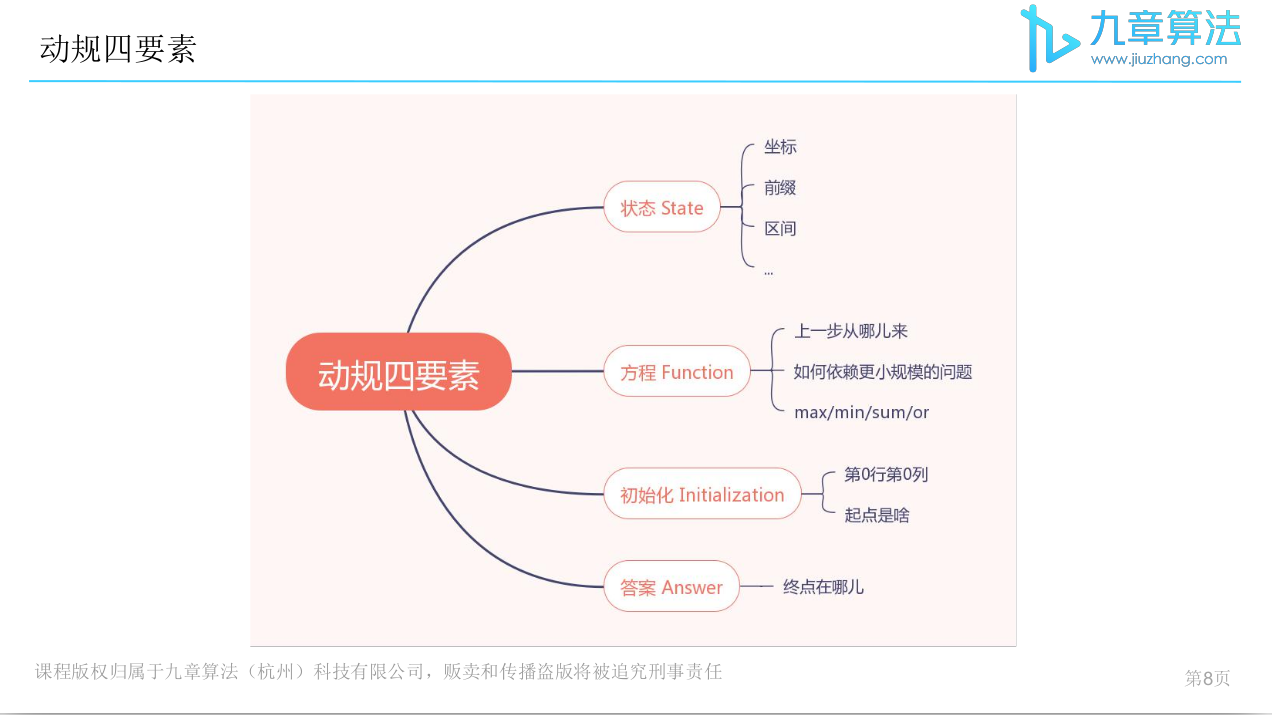 动规四要素
九章算法
www.jiuzhang.com
动规四要素
状态 State
坐标
前缀
区间
...
方程 Function
上一步从哪儿来
如何依赖更小规模的问题
max/min/sum/or
初始化 Initialization
第0行第0列
起点是啥
答案 Answer
终点在哪儿
课程版权归属于九章算法（杭州）科技有限公司，贩卖和传播盗版将被追究刑事责任
第8页